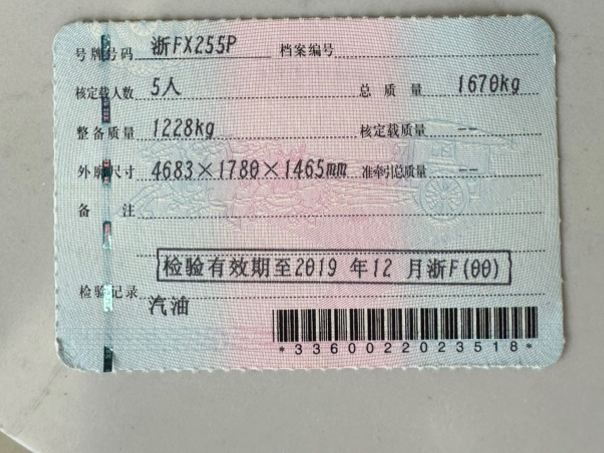 号牌号码 浙FX255P 档案编号
核定载人数 5人 总质量 1670kg
整备质量 1228kg 核定载质量 --
外廓尺寸 4683×1780×1465mm 准牵引总质量 --
备注
检验有效期至2019 年12 月浙F(00)
检验记录
汽油
*3360022023518*